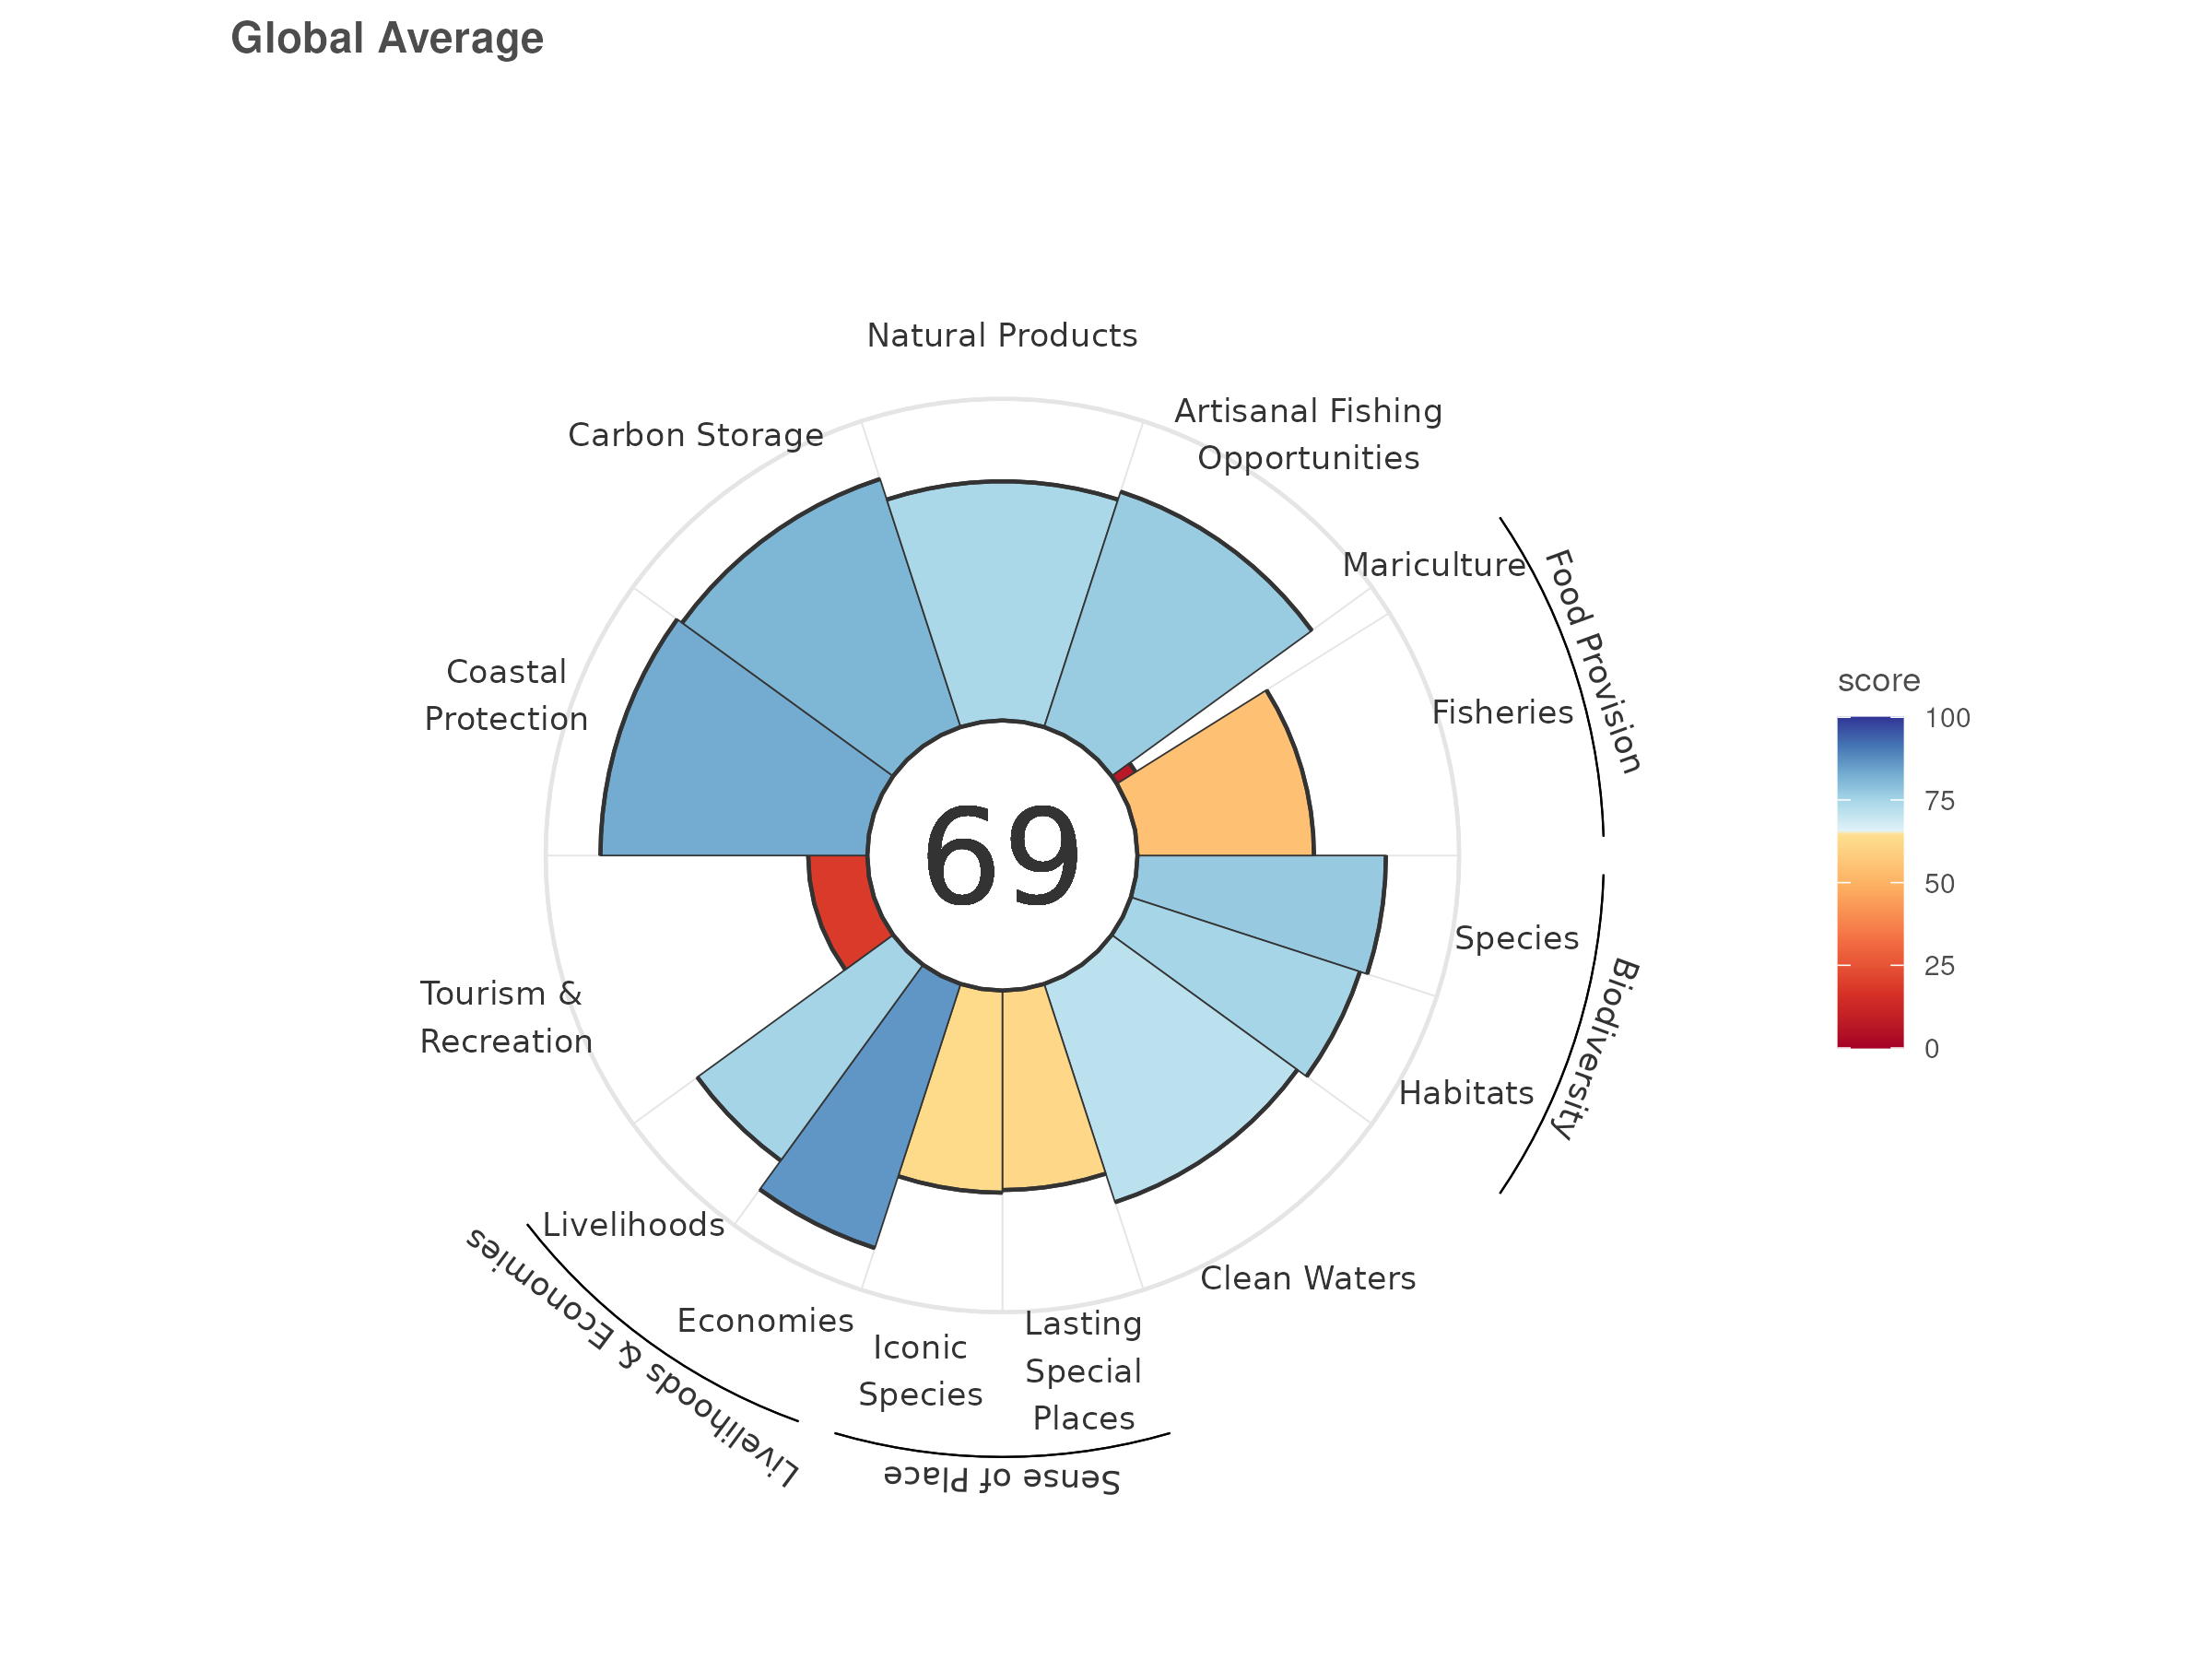 Global Average
Natural Products
Artisanal Fishing
Opportunities
Carbon Storage
Mariculture
Food Provision
Fisheries
Coastal
Protection
69
score
100
75
50
25
0
Species
Biodiversity
Habitats
Tourism &
Recreation
Livelihoods
Livelihoods & Economies
Economies
Iconic
Species
Lasting
Special
Places
Clean Waters
Sense of Place